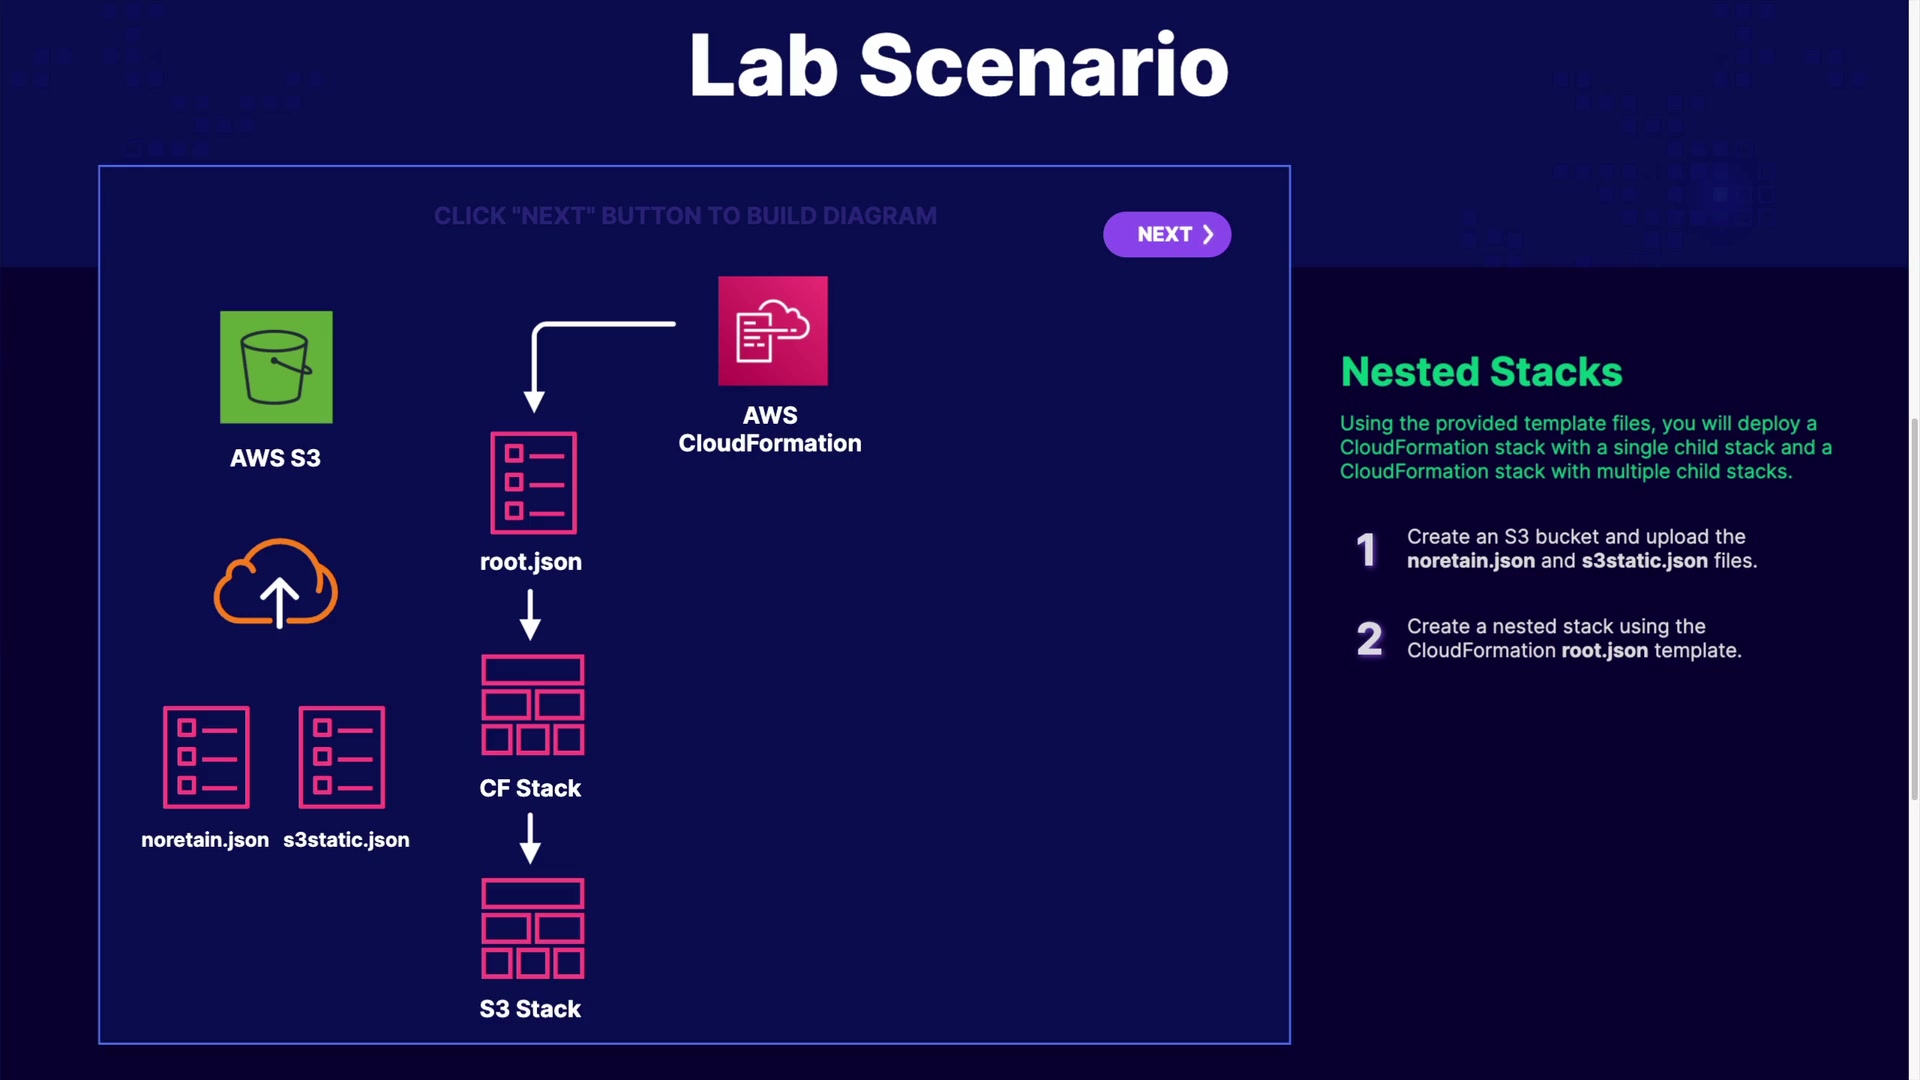 Lab Scenario
CLICK "NEXT" BUTTON TO BUILD DIAGRAM
NEXT
AWS S3
AWS
CloudFormation
root.json
CF Stack
noretain.json
s3static.json
S3 Stack
Nested Stacks
Using the provided template files, you will deploy a
CloudFormation stack with a single child stack and a
CloudFormation stack with multiple child stacks.
1 Create an S3 bucket and upload the
noretain.json and s3static.json files.
2 Create a nested stack using the
CloudFormation root.json template.